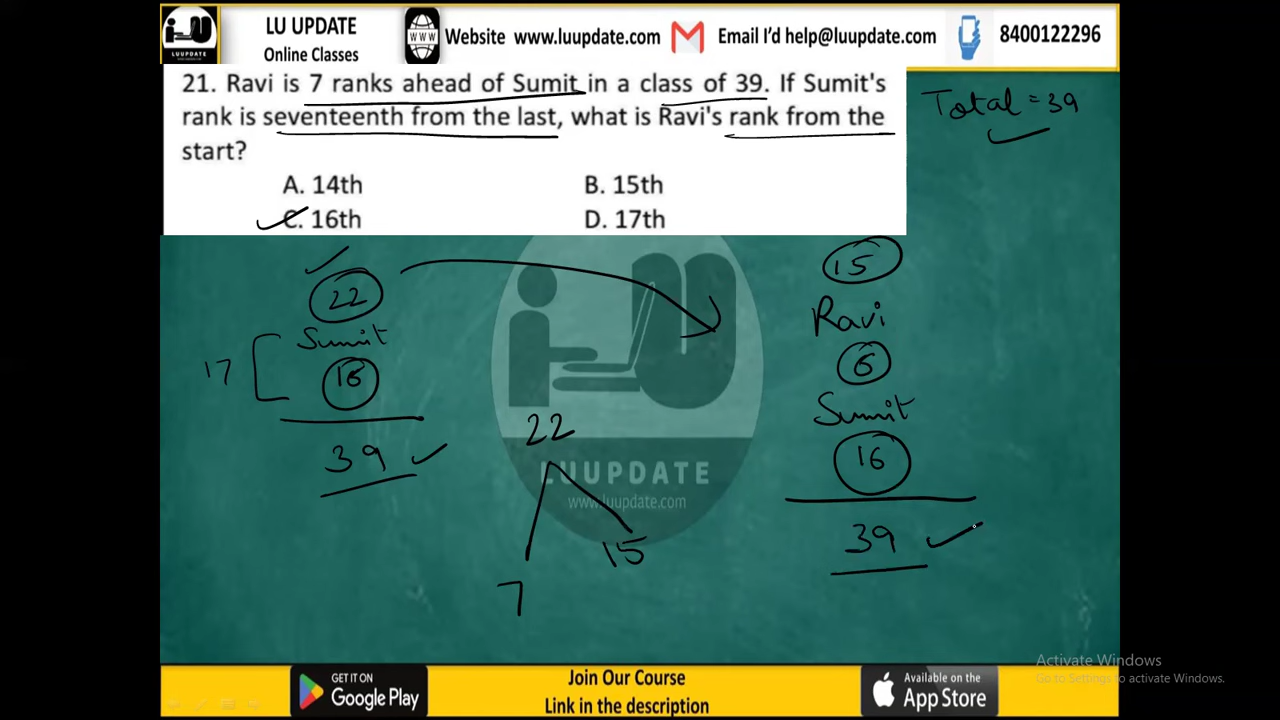 LU UPDATE
Online Classes
LUUPDATE
WWW
Website www.luupdate.com
Email I'd help@luupdate.com
8400122296
21. Ravi is 7 ranks ahead of Sumit in a class of 39. If Sumit's
rank is seventeenth from the last, what is Ravi's rank from the
start?
A. 14th
B. 15th
C. 16th
D. 17th
Total = 39
22
Sumit
17
16
39
22
7
15
15
Ravi
6
Sumit
16
39
LUUPDATE
www.luupdate.com
Activate Windows
Go to Settings to activate Windows.
GET IT ON
Google Play
Join Our Course
Link in the description
Available on the
App Store